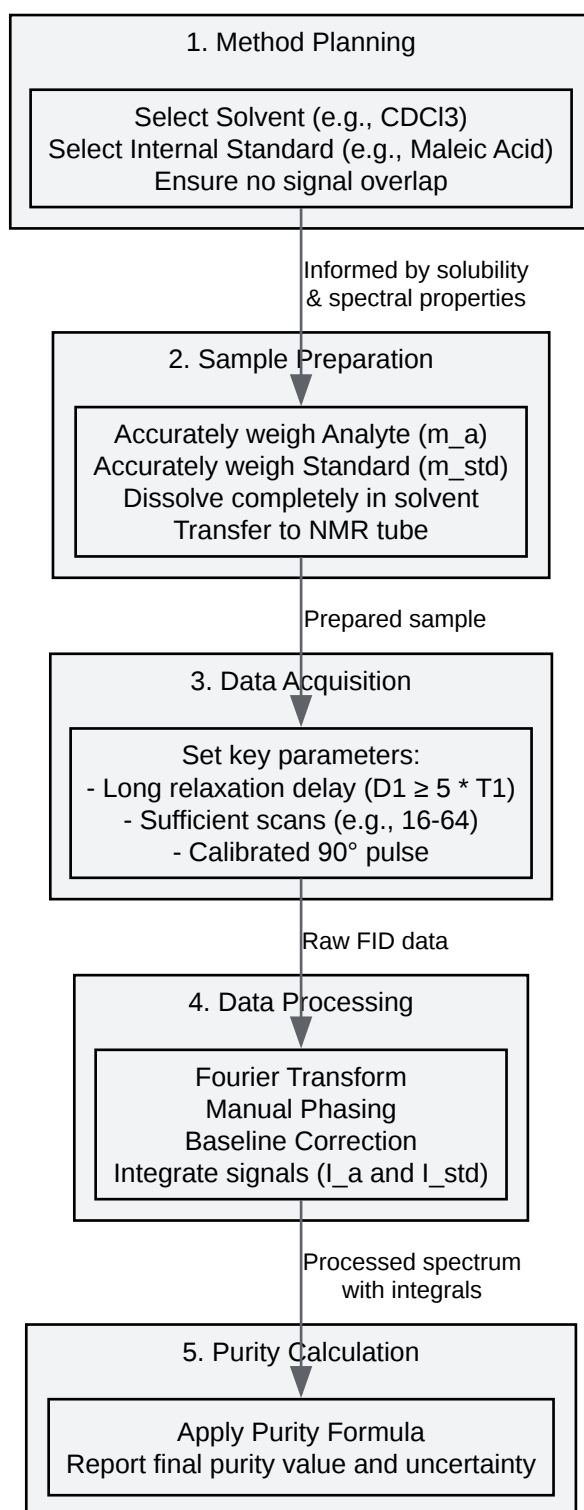 1. Method Planning
Select Solvent (e.g., CDCl3)
Select Internal Standard (e.g., Maleic Acid)
Ensure no signal overlap
Informed by solubility
& spectral properties
2. Sample Preparation
Accurately weigh Analyte (m_a)
Accurately weigh Standard (m_std)
Dissolve completely in solvent
Transfer to NMR tube
Prepared sample
3. Data Acquisition
Set key parameters:
- Long relaxation delay (D1 ≥ 5 * T1)
- Sufficient scans (e.g., 16-64)
- Calibrated 90° pulse
Raw FID data
4. Data Processing
Fourier Transform
Manual Phasing
Baseline Correction
Integrate signals (I_a and I_std)
Processed spectrum
with integrals
5. Purity Calculation
Apply Purity Formula
Report final purity value and uncertainty